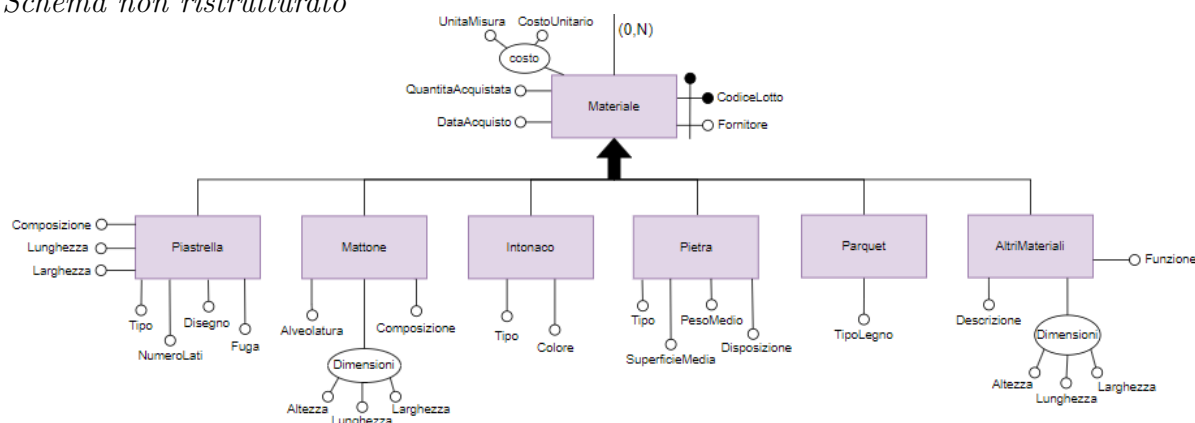 Schema non ristrutturato
UnitaMisura CostoUnitario
(0,N)
costo
QuantitaAcquistata
Materiale
CodiceLotto
DataAcquisto
Fornitore
Composizione
Lunghezza
Larghezza
Piastrella
Mattone
Intonaco
Pietra
Parquet
AltriMateriali
Funzione
Tipo
NumeroLati
Disegno
Fuga
Alveolatura
Composizione
Dimensioni
Altezza
Lunghezza
Larghezza
Tipo
Colore
Tipo
SuperficieMedia
PesoMedio
Disposizione
TipoLegno
Descrizione
Dimensioni
Altezza
Lunghezza
Larghezza